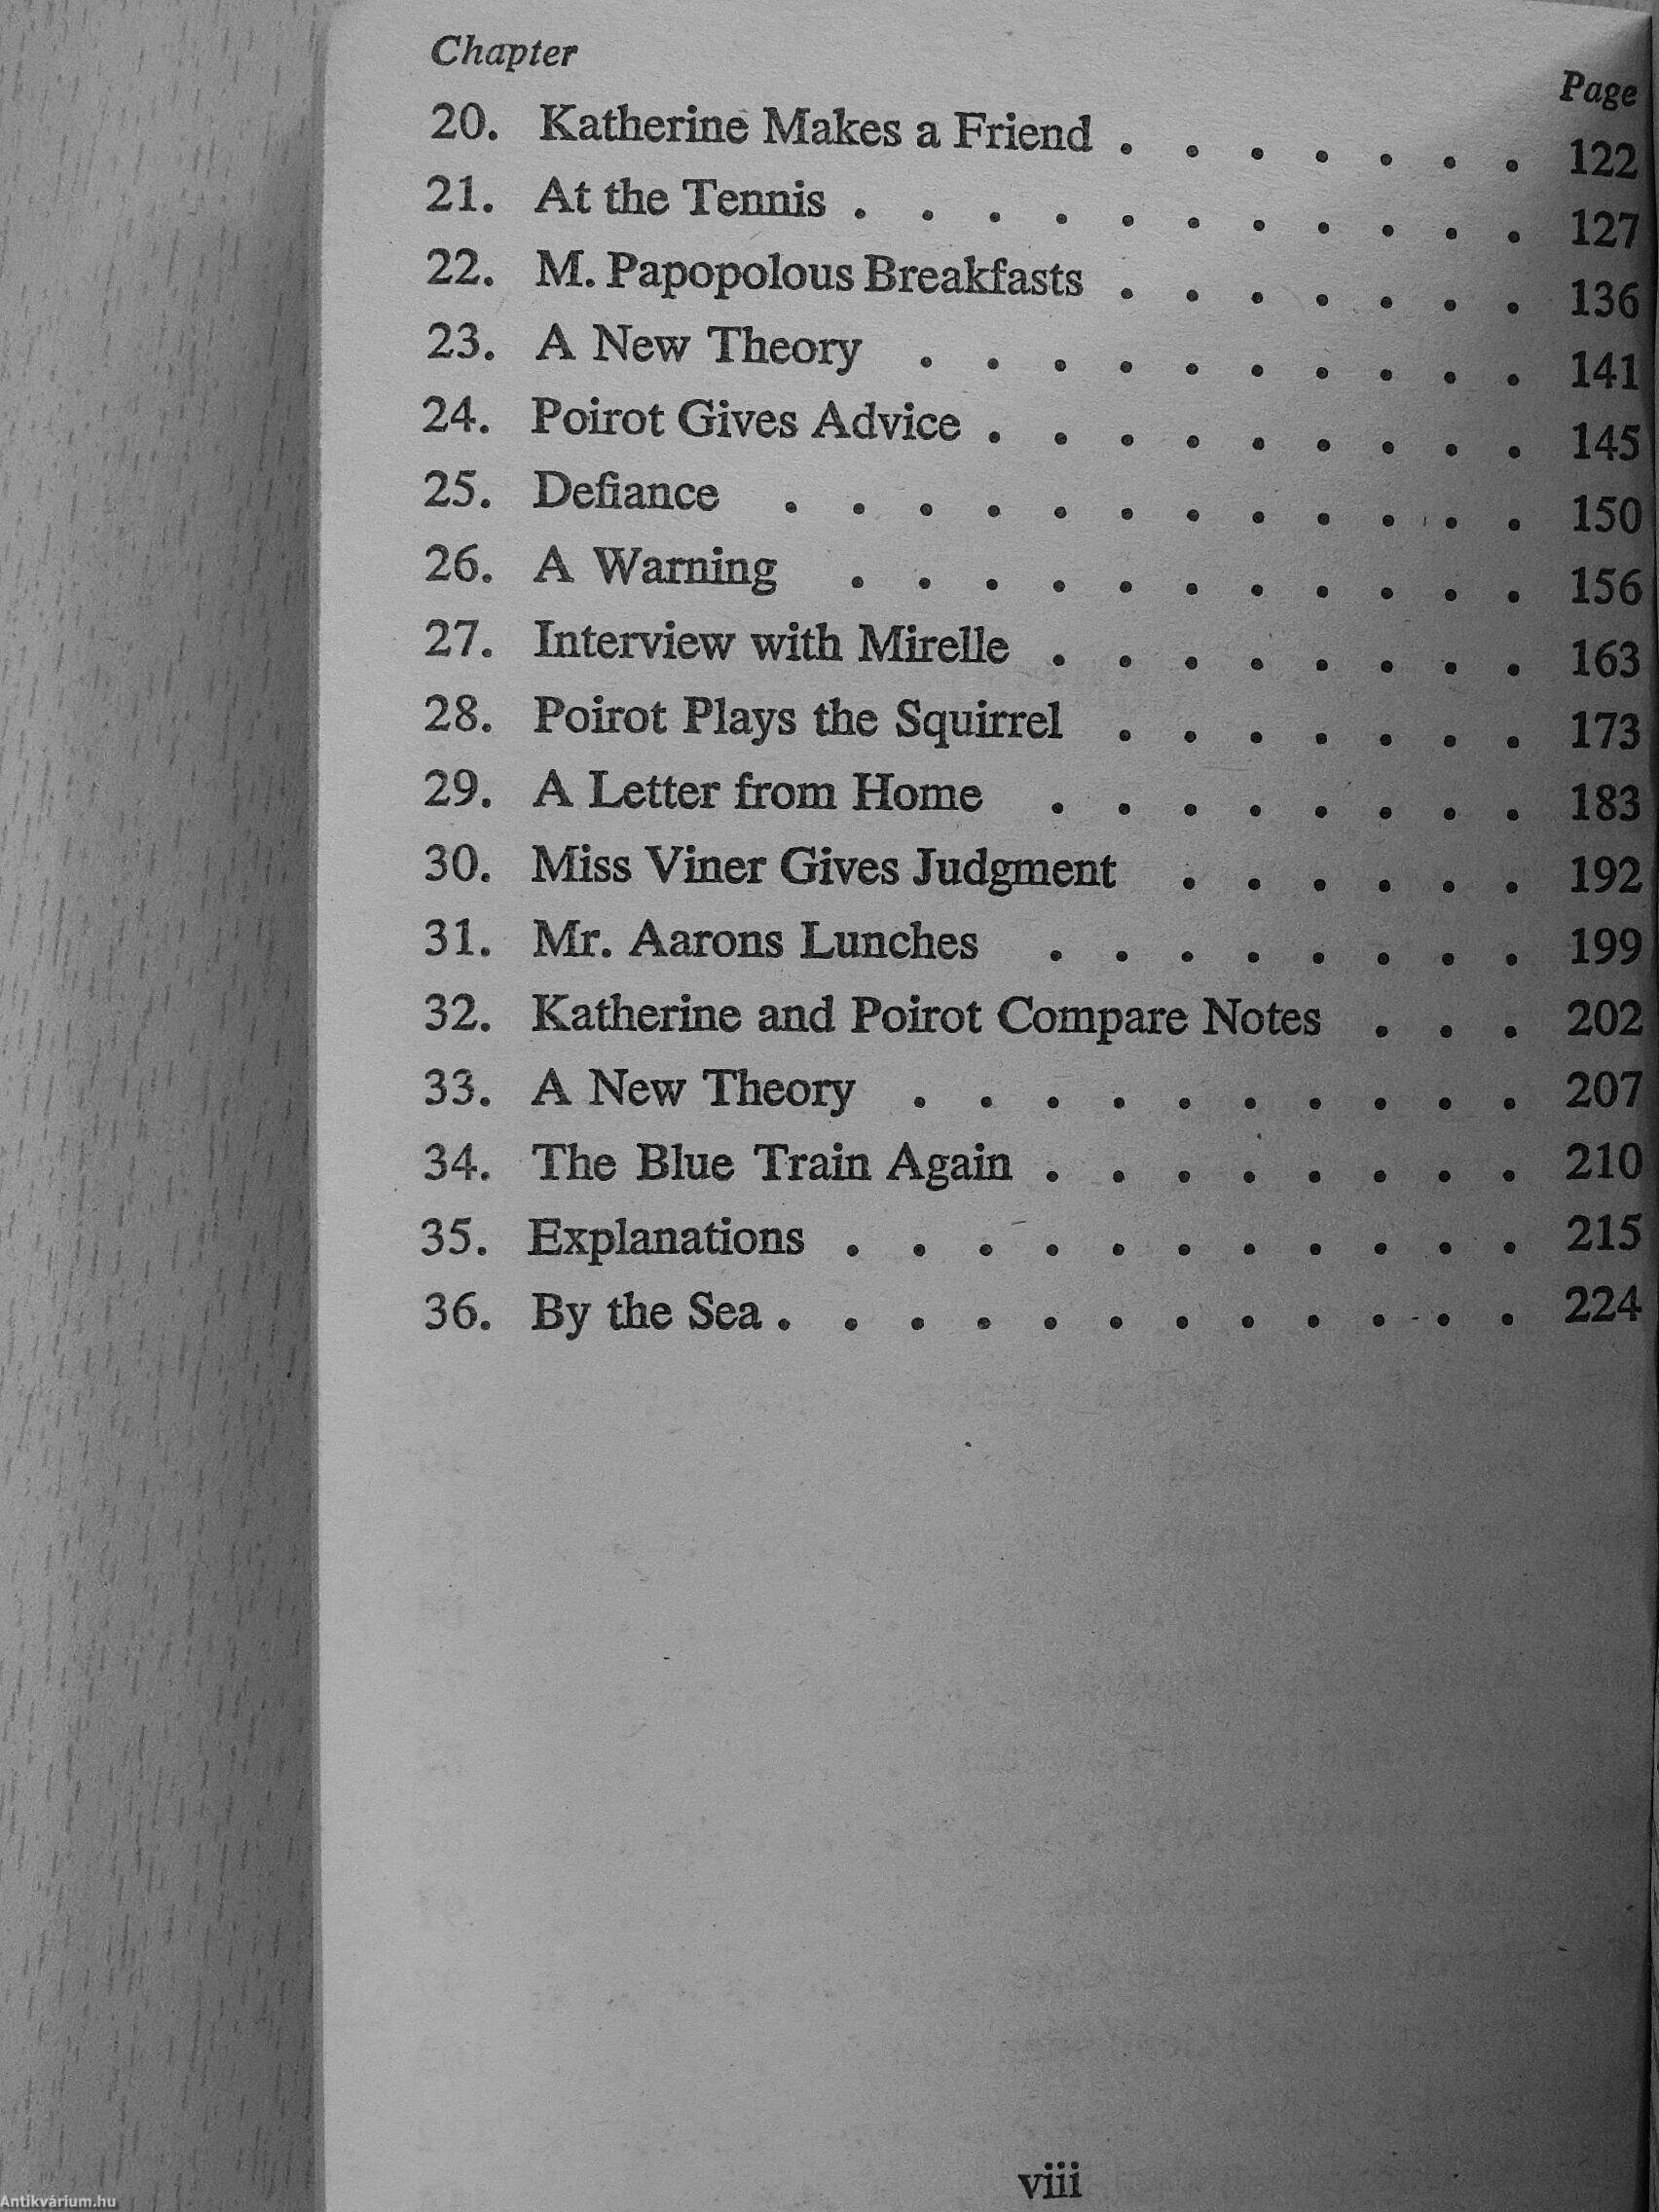 Chapter Page
20. Katherine Makes a Friend . . . . . . . 122
21. At the Tennis . . . . . . . . . . . 127
22. M. Papopolous Breakfasts . . . . . . . 136
23. A New Theory . . . . . . . . . . 141
24. Poirot Gives Advice . . . . . . . . . 145
25. Defiance . . . . . . . . . . . . 150
26. A Warning . . . . . . . . . . . 156
27. Interview with Mirelle . . . . . . . . 163
28. Poirot Plays the Squirrel . . . . . . . 173
29. A Letter from Home . . . . . . . . 183
30. Miss Viner Gives Judgment . . . . . . 192
31. Mr. Aarons Lunches . . . . . . . . 199
32. Katherine and Poirot Compare Notes . . . 202
33. A New Theory . . . . . . . . . . 207
34. The Blue Train Again . . . . . . . . 210
35. Explanations . . . . . . . . . . . 215
36. By the Sea . . . . . . . . . . . . 224
viii
Antikvárium.hu